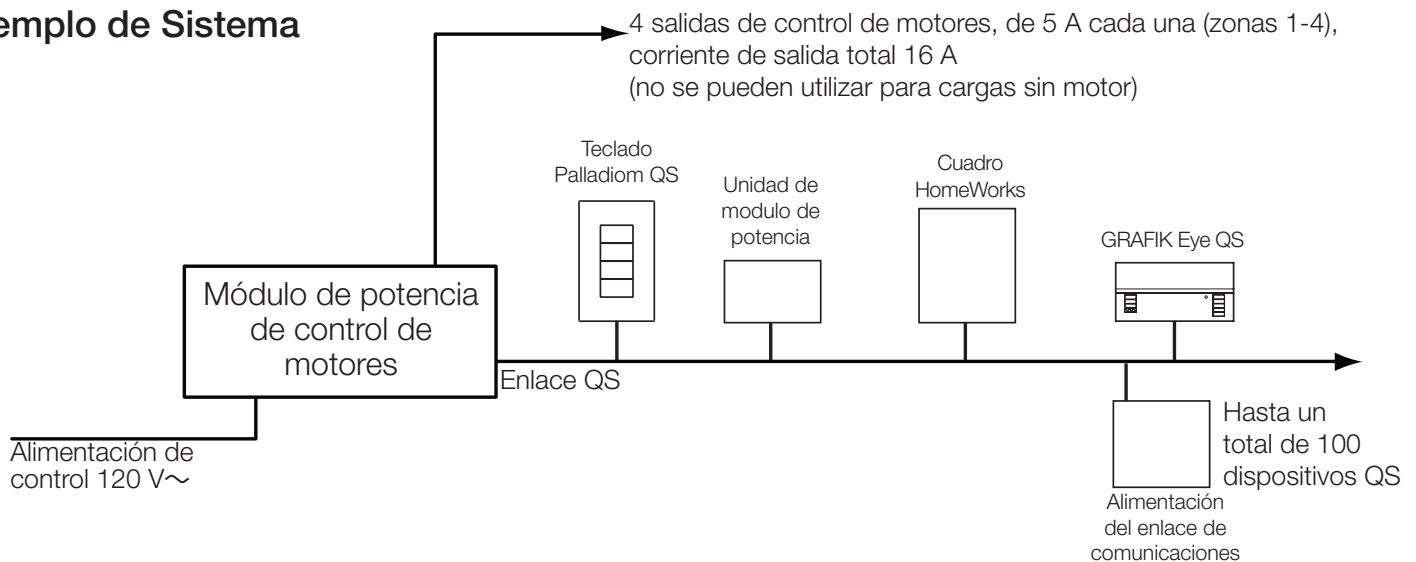 emplo de Sistema
4 salidas de control de motores, de 5 A cada una (zonas 1-4),
corriente de salida total 16 A
(no se pueden utilizar para cargas sin motor)
Teclado
Palladiom QS
Unidad de
modulo de
potencia
Cuadro
HomeWorks
GRAFIK Eye QS
Módulo de potencia
de control de
motores
Enlace QS
Alimentación de
control 120 V~
Hasta un
total de 100
dispositivos QS
Alimentación
del enlace de
comunicaciones